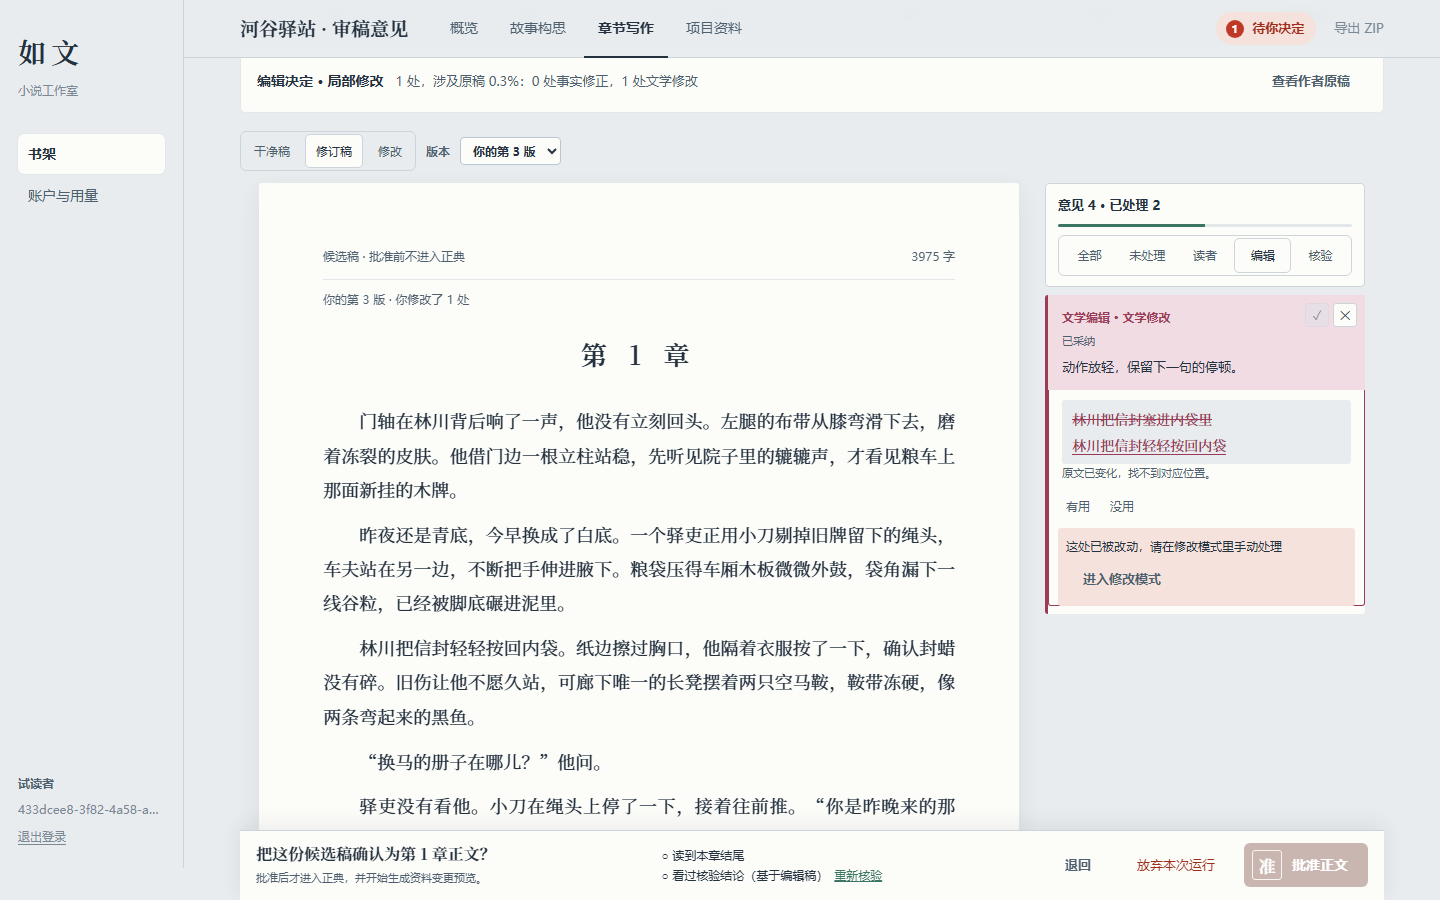 如文
小说工作室
书架
账户与用量
试读者
433dcee8-3f82-4a58-a...
退出登录
河谷驿站 · 审稿意见
概览
故事构思
章节写作
项目资料
1 待你决定
导出 ZIP
编辑决定 • 局部修改 1 处，涉及原稿 0.3%：0 处事实修正，1 处文学修改
查看作者原稿
干净稿
修订稿
修改
版本
你的第 3 版
候选稿 · 批准前不进入正典
3975 字
你的第 3 版 · 你修改了 1 处
第 1 章
门轴在林川背后响了一声，他没有立刻回头。左腿的布带从膝弯滑下去，磨
着冻裂的皮肤。他借门边一根立柱站稳，先听见院子里的辘辘声，才看见粮车上
那面新挂的木牌。
昨夜还是青底，今早换成了白底。一个驿吏正用小刀剔掉旧牌留下的绳头，
车夫站在另一边，不断把手伸进腋下。粮袋压得车厢木板微微外鼓，袋角漏下一
线谷粒，已经被脚底碾进泥里。
林川把信封轻轻按回内袋。纸边擦过胸口，他隔着衣服按了一下，确认封蜡
没有碎。旧伤让他不愿久站，可廊下唯一的长凳摆着两只空马鞍，鞍带冻硬，像
两条弯起来的黑鱼。
“换马的册子在哪儿？”他问。
驿吏没有看他。小刀在绳头上停了一下，接着往前推。“你是昨晚来的那
意见 4 • 已处理 2
全部
未处理
读者
编辑
核验
文学编辑 • 文学修改
✓
已采纳
动作放轻，保留下一句的停顿。
林川把信封塞进内袋里
林川把信封轻轻按回内袋
原文已变化，找不到对应位置。
有用
没用
这处已被改动，请在修改模式里手动处理
进入修改模式
把这份候选稿确认为第 1 章正文？
批准后才进入正典，并开始生成资料变更预览。
○ 读到本章结尾
○ 看过核验结论（基于编辑稿） 重新核验
退回
放弃本次运行
准 批准正文